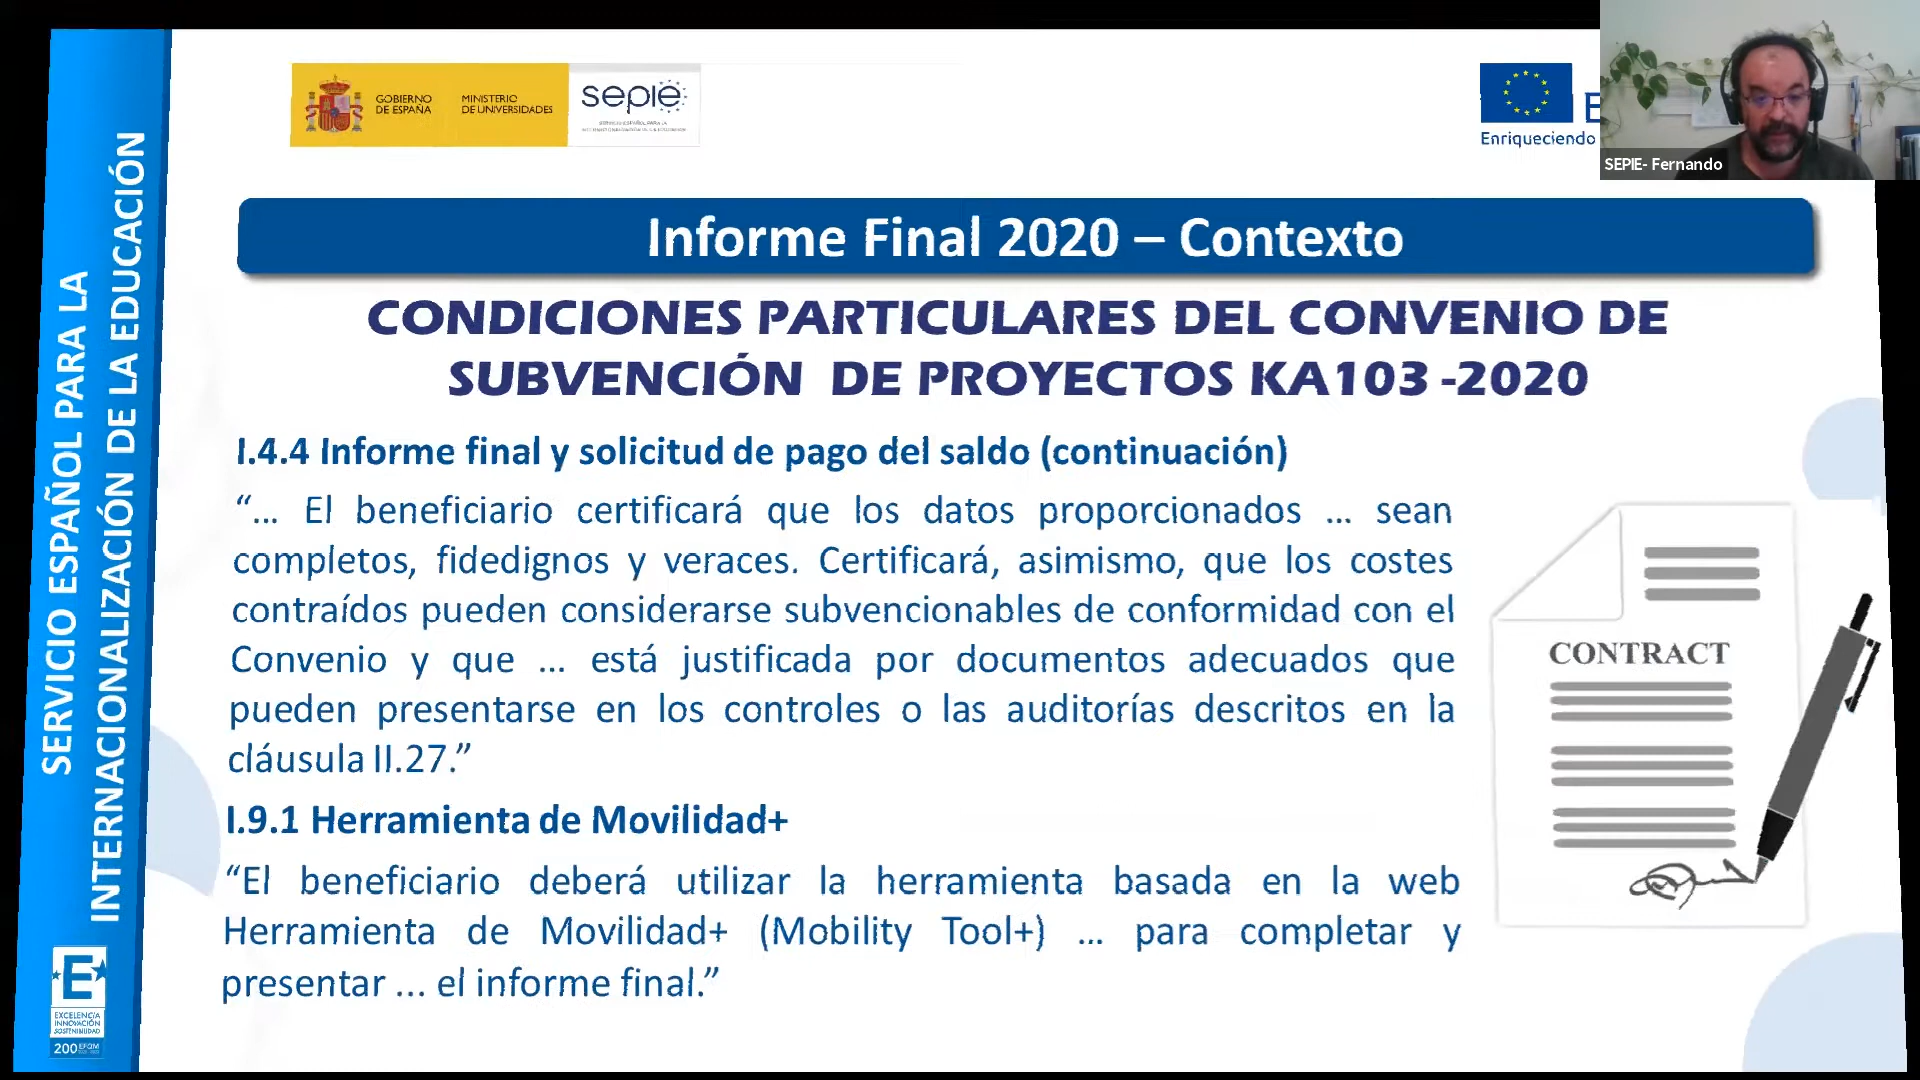 SERVICIO ESPAÑOL PARA LA
INTERNACIONALIZACIÓN DE LA EDUCACIÓN
GOBIERNO
DE ESPAÑA
MINISTERIO
DE UNIVERSIDADES
sepie
E
Enriqueciendo
SEPIE- Fernando
Informe Final 2020 – Contexto
CONDICIONES PARTICULARES DEL CONVENIO DE
SUBVENCIÓN DE PROYECTOS KA103 -2020
I.4.4 Informe final y solicitud de pago del saldo (continuación)
“... El beneficiario certificará que los datos proporcionados ... sean
completos, fidedignos y veraces. Certificará, asimismo, que los costes
contraídos pueden considerarse subvencionables de conformidad con el
Convenio y que ... está justificada por documentos adecuados que
pueden presentarse en los controles o las auditorías descritos en la
cláusula II.27.”
I.9.1 Herramienta de Movilidad+
“El beneficiario deberá utilizar la herramienta basada en la web
Herramienta de Movilidad+ (Mobility Tool+) ... para completar y
presentar ... el informe final.”
CONTRACT
E
EXCELENCIA
INNOVACIÓN
SOSTENIBILIDAD
200 EFQM